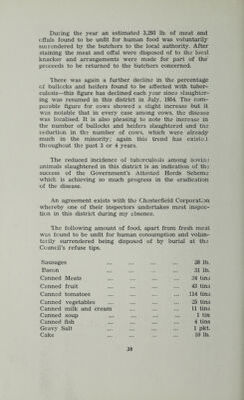 During the year an estimated 3,293 lb. of meat and
offals found to be unfit for human food was voluntarily
surrendered by the butchers to the local authority. After
staining the meat and offal were disposed of to the local
knacker and arrangements were made for part of the
proceeds to be returned to the butchers concerned.
There was again a further decline in the percentage
of bullocks and heifers found to be affected with tuber-
culosis—this figure has declined each year since slaughter-
ing was resumed in this district in July, 1954. The com-
parable figure for cows showed a slight increase but it
was notable that in every case among cows, the disease
was localised. It is also pleasing to note the increase in
the number of bullocks and heifers slaughtered and the
reduction in the number of cows, which were already
much in the minority; again this trend has existed
throughout the past 3 or 4 years.
The reduced incidence of tuberculosis among bovine
animals slaughtered in this district is an indication of the
success of the Government's Attested Herds Scheme
which is achieving so much progress in the eradication
of the disease.
An agreement exists with the Chesterfield Corporation
whereby one of their inspectors undertakes meat inspec-
tion in this district during my absence.
The following amount of food, apart from fresh meat
was found to be unfit for human consumption and volun-
tarily surrendered being disposed of by burial at the
Council's refuse tips.
Sausages ... ... ... ... 28 lb.
Bacon ... ... ... ... 31 lb.
Canned Meats ... ... ... ... 24 tins
Canned fruit ... ... ... ... 43 tins
Canned tomatoes ... ... ... 114 tins
Canned vegetables ... ... ... 25 tins
Canned milk and cream ... ... ... 11 tins
Canned soup ... ... ... ... 1 tin
Canned fish ... ... ... ... 4 tins
Gravy Salt ... ... ... ... 1 pkt.
Cake ... ... ... ... 10 lb.